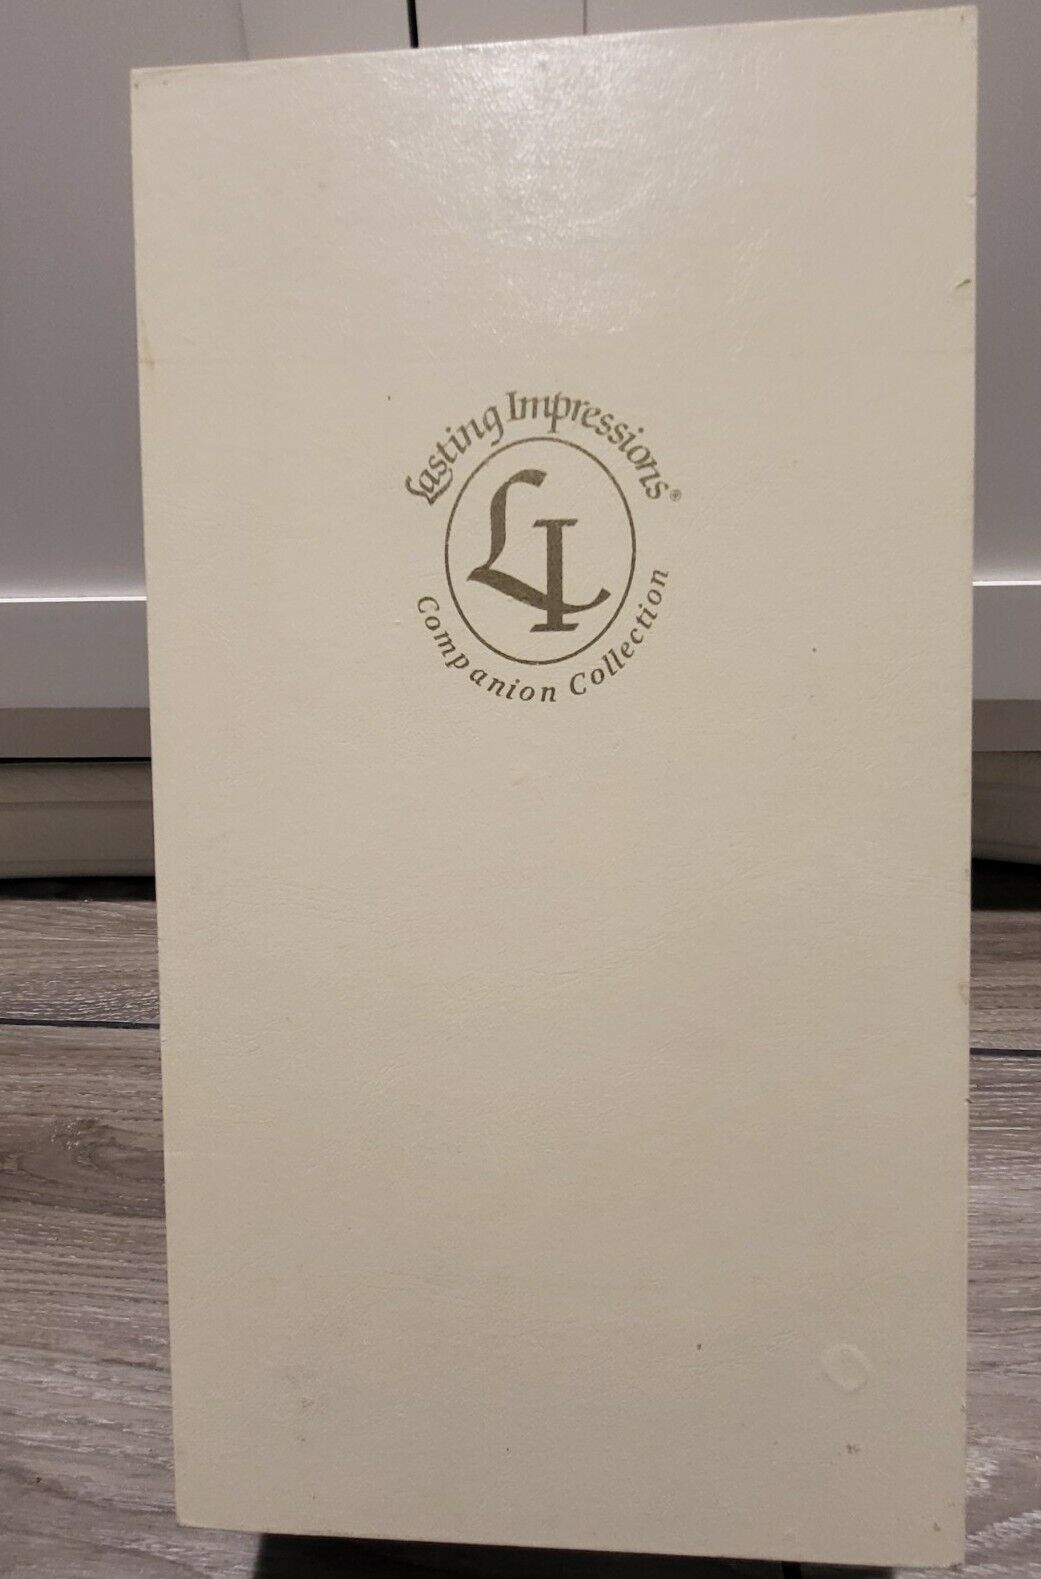 Lasting Impressions®
LI
Companion Collection